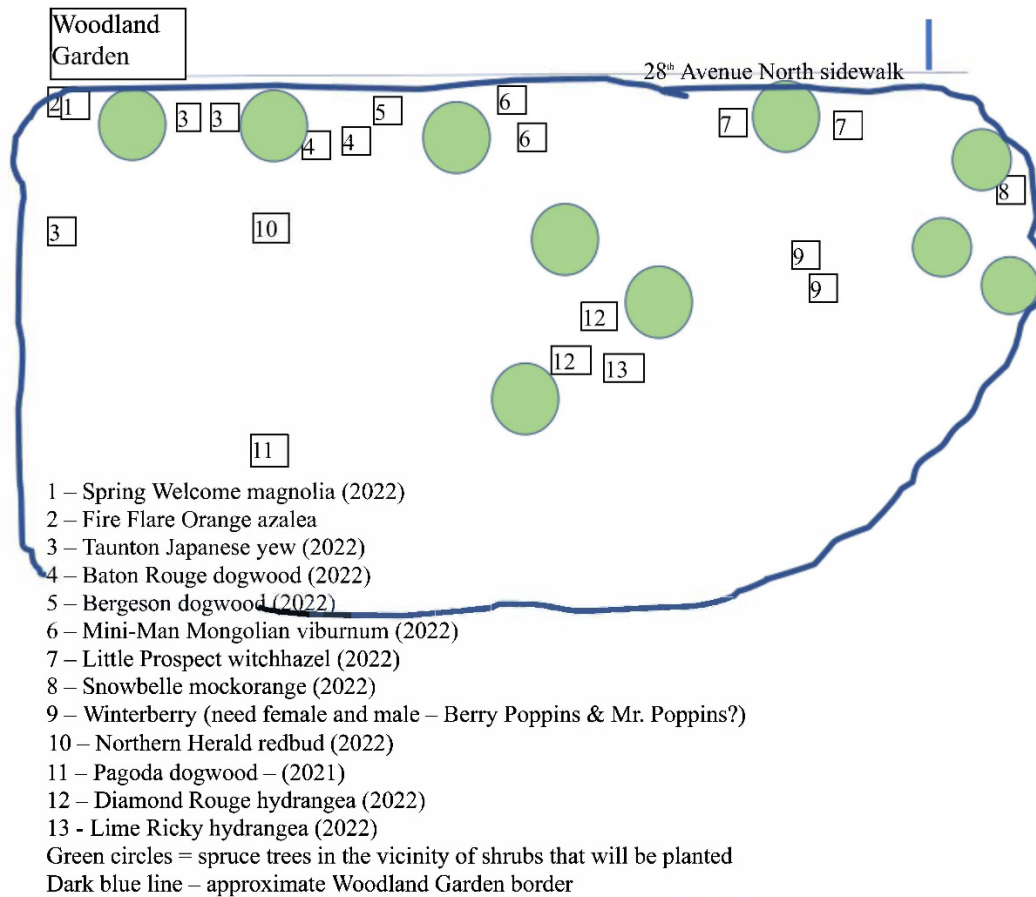 Woodland
Garden
28th Avenue North sidewalk
2
1
3
3
4
4
5
6
6
7
7
8
3
10
9
9
12
12
13
11
1 – Spring Welcome magnolia (2022)
2 – Fire Flare Orange azalea
3 – Taunton Japanese yew (2022)
4 – Baton Rouge dogwood (2022)
5 – Bergeson dogwood (2022)
6 – Mini-Man Mongolian viburnum (2022)
7 – Little Prospect witchhazel (2022)
8 – Snowbelle mockorange (2022)
9 – Winterberry (need female and male – Berry Poppins & Mr. Poppins?)
10 – Northern Herald redbud (2022)
11 – Pagoda dogwood – (2021)
12 – Diamond Rouge hydrangea (2022)
13 - Lime Ricky hydrangea (2022)
Green circles = spruce trees in the vicinity of shrubs that will be planted
Dark blue line – approximate Woodland Garden border